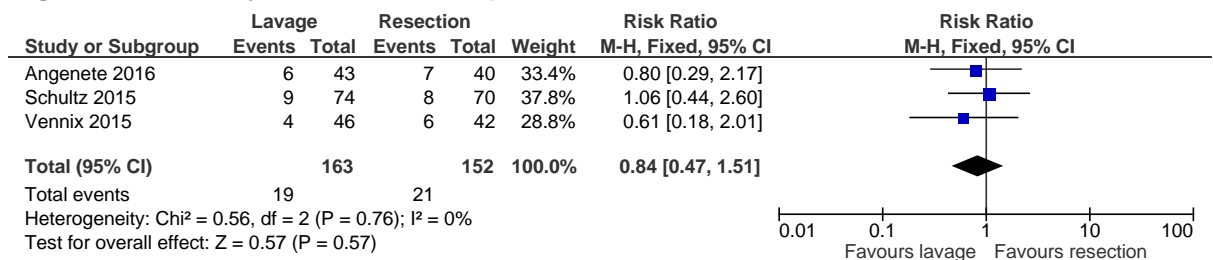 Lavage Resection Risk Ratio Risk Ratio
Study or Subgroup Events Total Events Total Weight M-H, Fixed, 95% CI M-H, Fixed, 95% CI
Angenete 2016 6 43 7 40 33.4% 0.80 [0.29, 2.17]
Schultz 2015 9 74 8 70 37.8% 1.06 [0.44, 2.60]
Vennix 2015 4 46 6 42 28.8% 0.61 [0.18, 2.01]
Total (95% CI) 163 152 100.0% 0.84 [0.47, 1.51]
Total events 19 21
Heterogeneity: Chi² = 0.56, df = 2 (P = 0.76); I² = 0%
Test for overall effect: Z = 0.57 (P = 0.57)
0.01 0.1 1 10 100
Favours lavage Favours resection